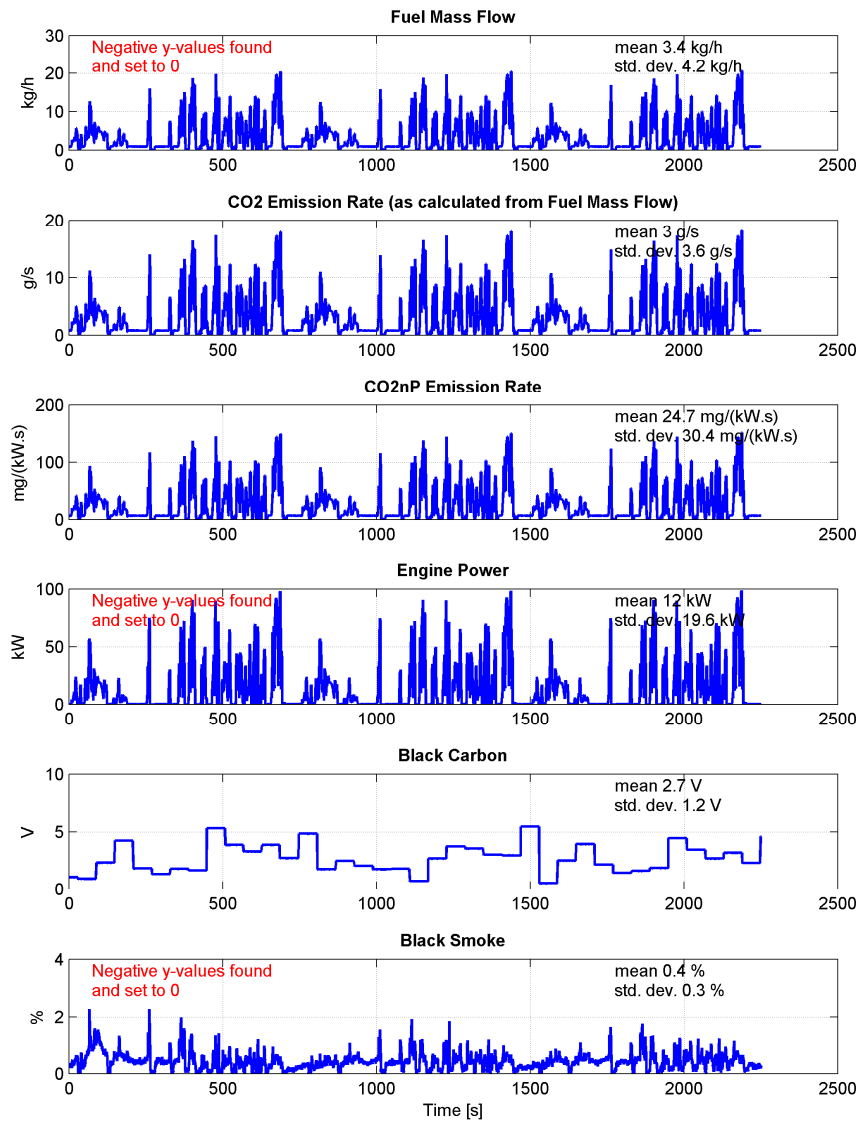 Fuel Mass Flow
30
20
10
0
kg/h
Negative y-values found
and set to 0
mean 3.4 kg/h
std. dev. 4.2 kg/h
0 500 1000 1500 2000 2500
CO2 Emission Rate (as calculated from Fuel Mass Flow)
20
10
0
g/s
mean 3 g/s
std. dev. 3.6 g/s
0 500 1000 1500 2000 2500
CO2nP Emission Rate
200
100
0
mg/(kW.s)
mean 24.7 mg/(kW.s)
std. dev. 30.4 mg/(kW.s)
0 500 1000 1500 2000 2500
Engine Power
100
50
0
kW
Negative y-values found
and set to 0
mean 12 kW
std. dev. 19.6 kW
0 500 1000 1500 2000 2500
Black Carbon
10
5
0
V
mean 2.7 V
std. dev. 1.2 V
0 500 1000 1500 2000 2500
Black Smoke
4
2
0
%
Negative y-values found
and set to 0
mean 0.4 %
std. dev. 0.3 %
0 500 1000 1500 2000 2500
Time [s]